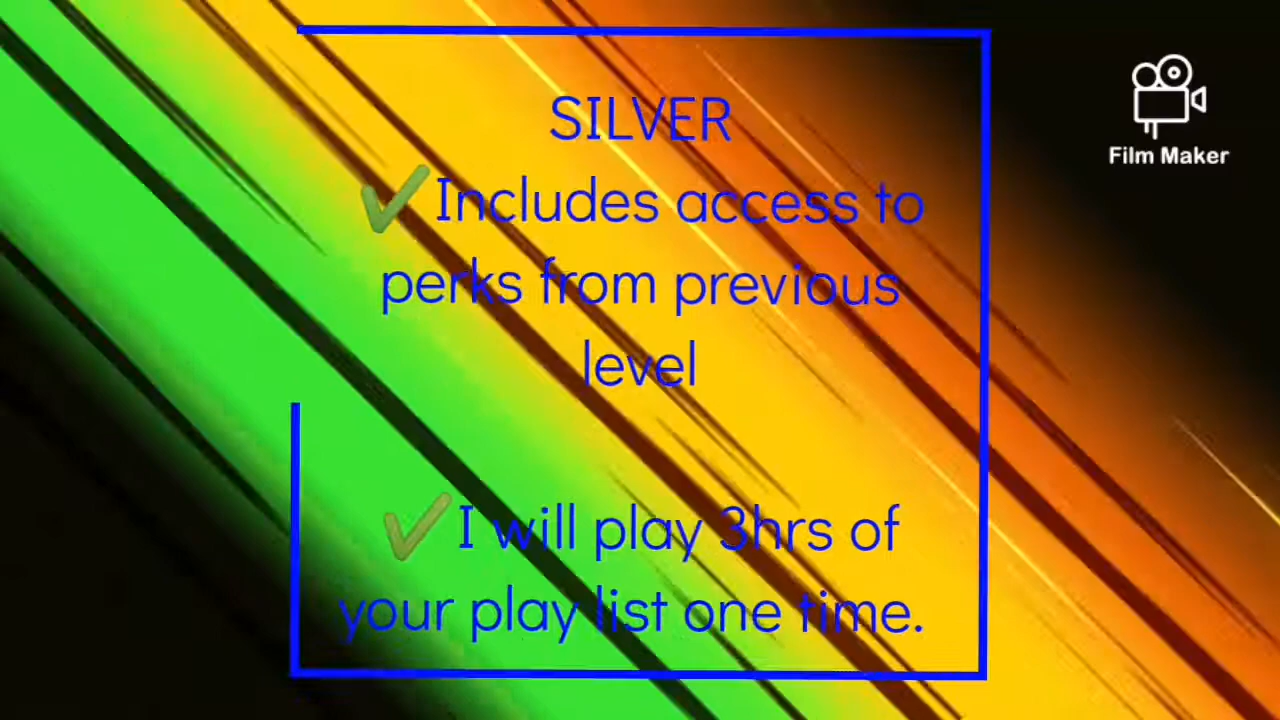 SILVER
✔Includes access to
perks from previous
level
✔I will play 3hrs of
your play list one time.
Film Maker